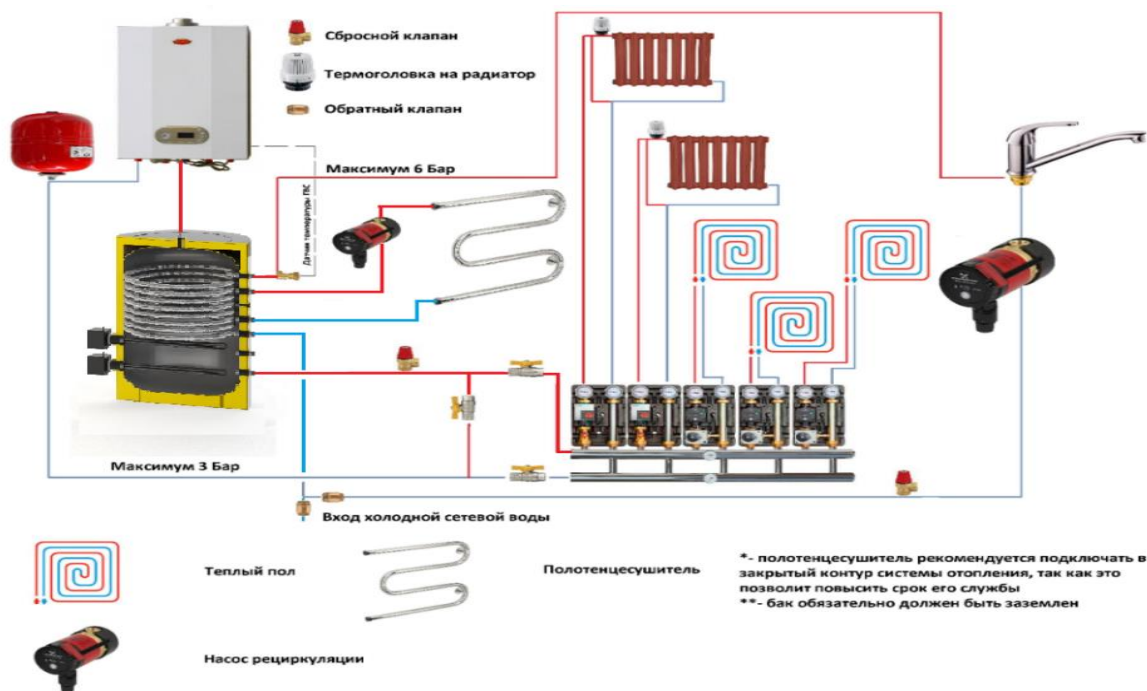 Сбросной клапан
Термоголовка на радиатор
Обратный клапан
Максимум 6 Бар
Датчик температуры ГВС
Максимум 3 Бар
Вход холодной сетевой воды
Теплый пол
Полотенцесушитель
Насос рециркуляции
*- полотенцесушитель рекомендуется подключать в
закрытый контур системы отопления, так как это
позволит повысить срок его службы
**- бак обязательно должен быть заземлен